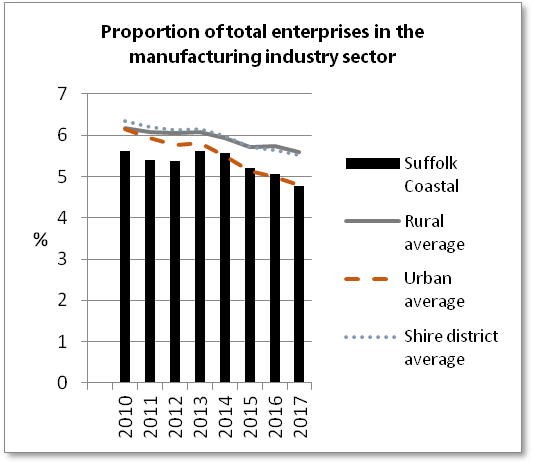 Proportion of total enterprises in the
manufacturing industry sector
7
6
5
4
3
2
1
0
%
2010
2011
2012
2013
2014
2015
2016
2017
Suffolk
Coastal
Rural
average
Urban
average
Shire district
average